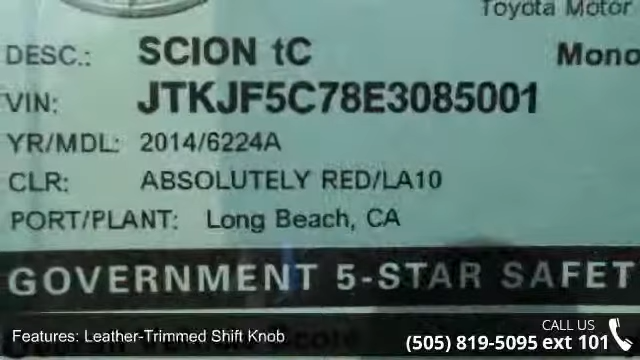 Toyota Motor
DESC.: SCION tC Mono
VIN: JTKJF5C78E3085001
YR/MDL: 2014/6224A
CLR: ABSOLUTELY RED/LA10
PORT/PLANT: Long Beach, CA
GOVERNMENT 5-STAR SAFET
Features: Leather-Trimmed Shift Knob
CALL US
(505) 819-5095 ext 101